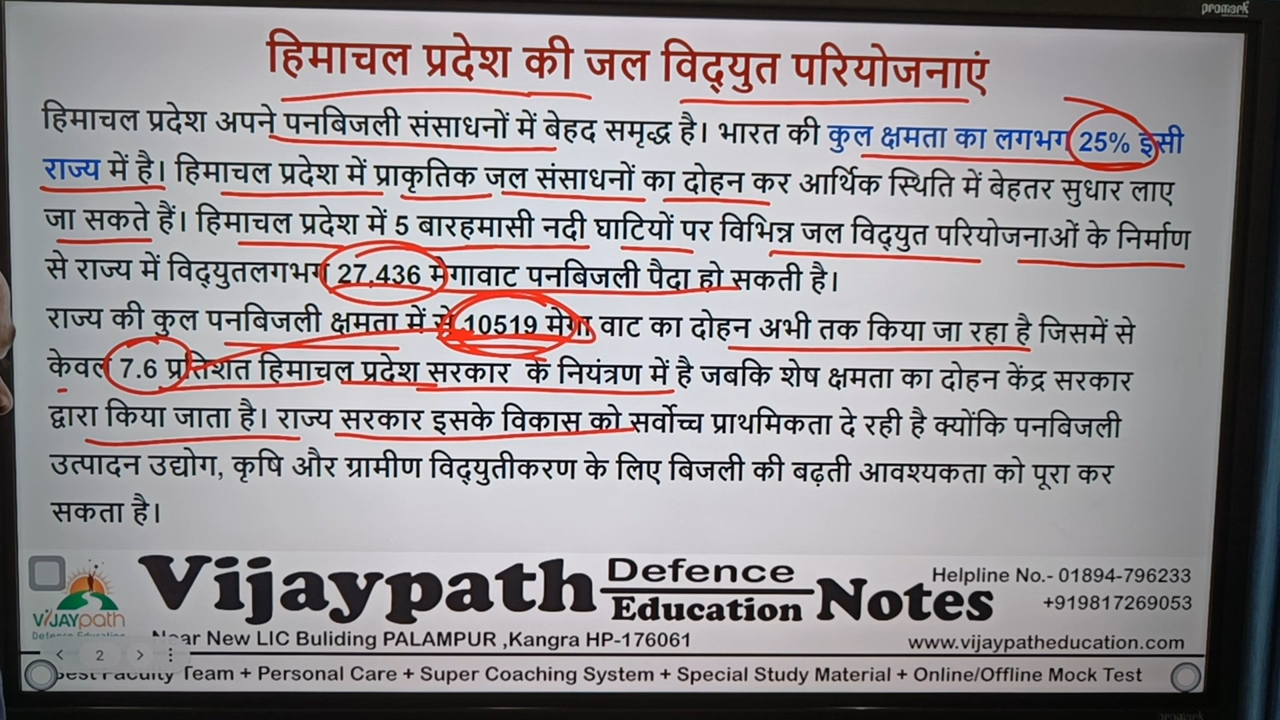 promark
हिमाचल प्रदेश की जल विद्युत परियोजनाएं
हिमाचल प्रदेश अपने पनबिजली संसाधनों में बेहद समृद्ध है। भारत की कुल क्षमता का लगभग 25% इसी
राज्य में है। हिमाचल प्रदेश में प्राकृतिक जल संसाधनों का दोहन कर आर्थिक स्थिति में बेहतर सुधार लाए
जा सकते हैं। हिमाचल प्रदेश में 5 बारहमासी नदी घाटियों पर विभिन्न जल विद्युत परियोजनाओं के निर्माण
से राज्य में विद्युतलगभग 27,436 मेगावाट पनबिजली पैदा हो सकती है।
राज्य की कुल पनबिजली क्षमता में से 10519 मेगा वाट का दोहन अभी तक किया जा रहा है जिसमें से
केवल 7.6 प्रतिशत हिमाचल प्रदेश सरकार के नियंत्रण में है जबकि शेष क्षमता का दोहन केंद्र सरकार
द्वारा किया जाता है। राज्य सरकार इसके विकास को सर्वोच्च प्राथमिकता दे रही है क्योंकि पनबिजली
उत्पादन उद्योग, कृषि और ग्रामीण विद्युतीकरण के लिए बिजली की बढ़ती आवश्यकता को पूरा कर
सकता है।
VIJAYpath
Defence Education
Vijaypath Defence Education Notes
Helpline No.- 01894-796233
+919817269053
Near New LIC Buliding PALAMPUR ,Kangra HP-176061
www.vijaypatheducation.com
2
Best Faculty Team + Personal Care + Super Coaching System + Special Study Material + Online/Offline Mock Test